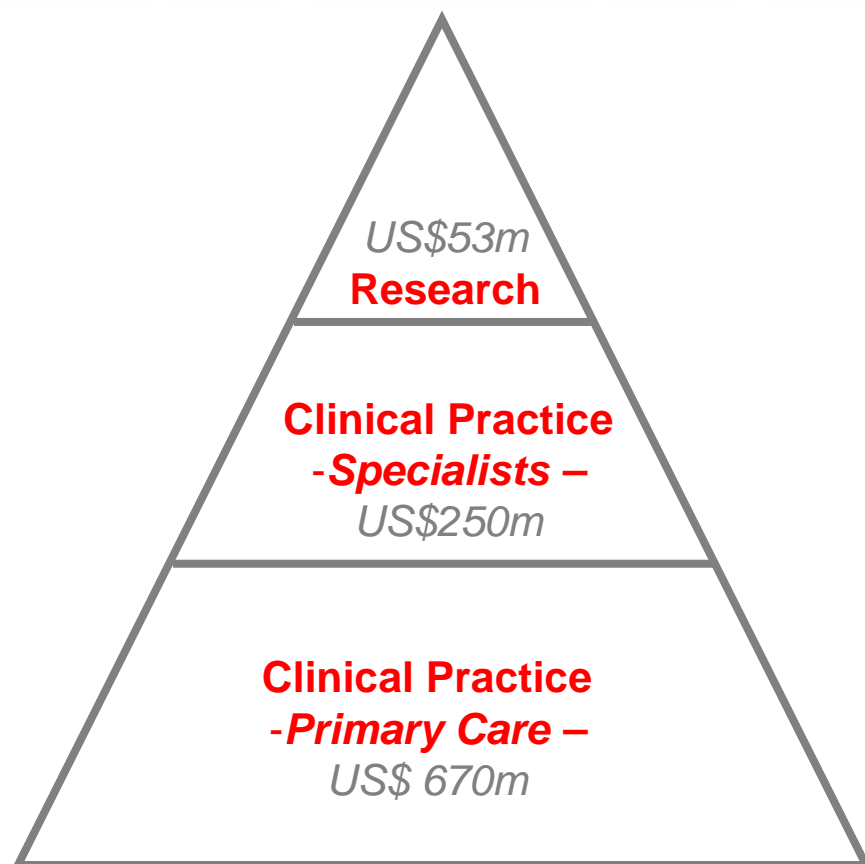 US$53m
Research
Clinical Practice
-Specialists –
US$250m
Clinical Practice
-Primary Care –
US$ 670m